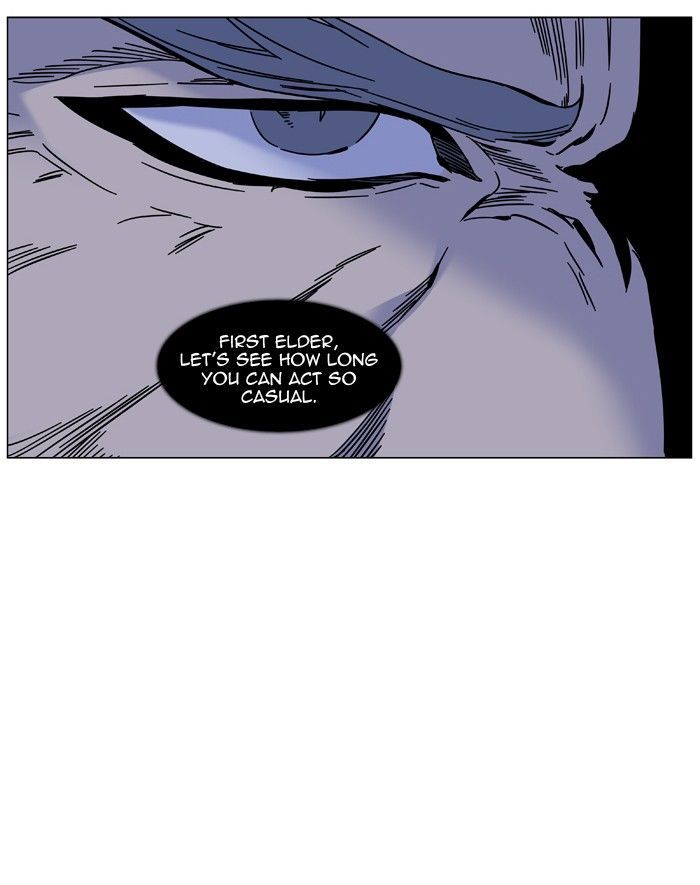 FIRST ELDER,
LET'S SEE HOW LONG
YOU CAN ACT SO
CASUAL.